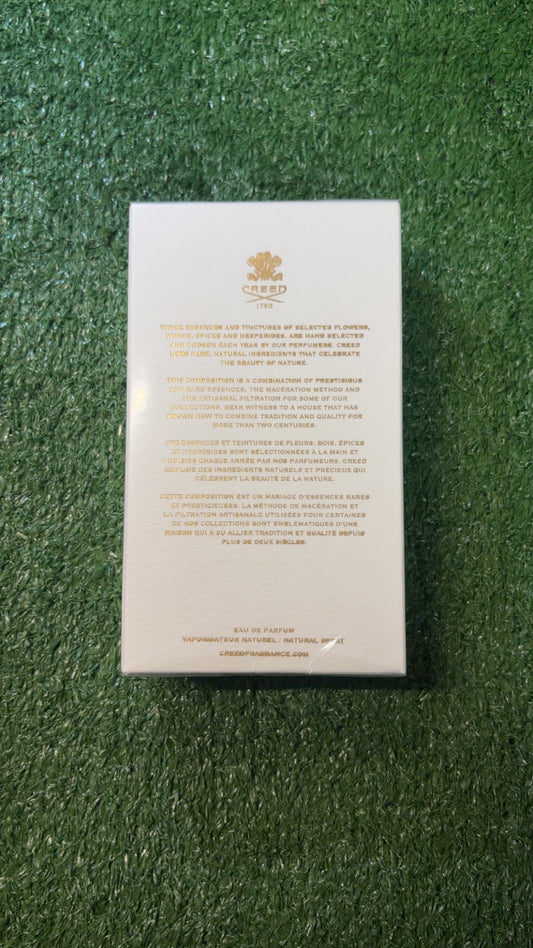 CREED
1760
THESE ESSENCES AND TINCTURES OF SELECTED FLOWERS,
WOODS, SPICES AND HESPERIDES, ARE HAND SELECTED
AND CHOSEN EACH YEAR BY OUR PERFUMERS. CREED
USES RARE, NATURAL INGREDIENTS THAT CELEBRATE
THE BEAUTY OF NATURE.
THIS COMPOSITION IS A COMBINATION OF PRESTIGIOUS
AND RARE ESSENCES. THE MACERATION METHOD AND
THE ARTISANAL FILTRATION FOR SOME OF OUR
COLLECTIONS, BEAR WITNESS TO A HOUSE THAT HAS
KNOWN HOW TO COMBINE TRADITION AND QUALITY FOR
MORE THAN TWO CENTURIES.
CES ESSENCES ET TEINTURES DE FLEURS, BOIS, ÉPICES
ET HESPÉRIDES SONT SÉLECTIONNÉES À LA MAIN ET
CHOISIES CHAQUE ANNÉE PAR NOS PARFUMEURS. CREED
EMPLOIE DES INGRÉDIENTS NATURELS ET PRÉCIEUX QUI
CÉLÈBRENT LA BEAUTÉ DE LA NATURE.
CETTE COMPOSITION EST UN MARIAGE D'ESSENCES RARES
ET PRESTIGIEUSES. LA MÉTHODE DE MACÉRATION ET
LA FILTRATION ARTISANALE UTILISÉES POUR CERTAINES
DE NOS COLLECTIONS SONT EMBLÉMATIQUES D'UNE
MAISON QUI A SU ALLIER TRADITION ET QUALITÉ DEPUIS
PLUS DE DEUX SIÈCLES.
EAU DE PARFUM
VAPORISATEUR NATUREL / NATURAL SPRAY
CREEDFRAGRANCE.COM